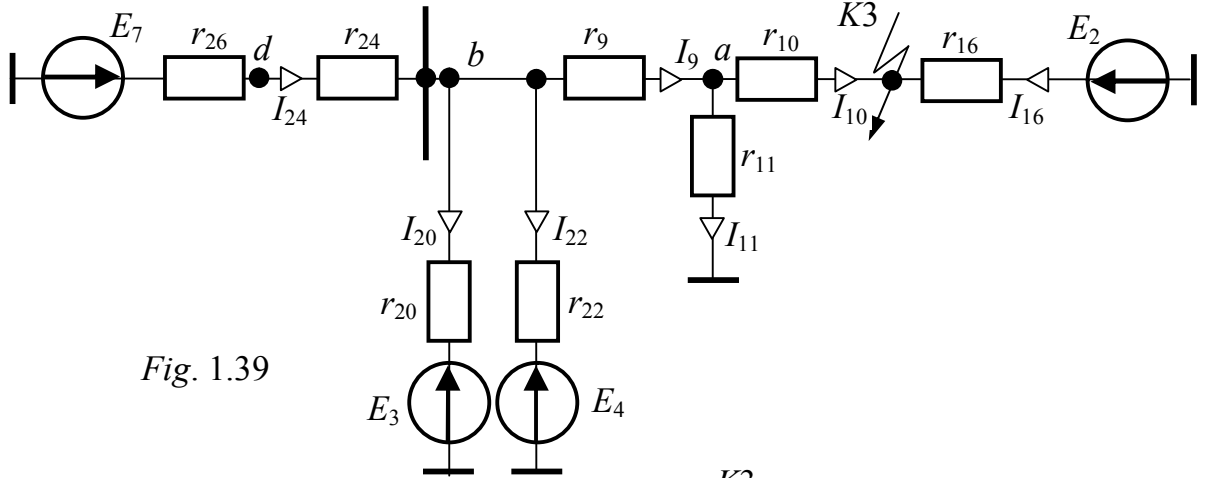 K3
E7 r26 d r24 b r9 I9 a r10 r16 E2
I24 I10 I16
r11
I20 I22 I11
r20 r22
Fig. 1.39
E3 E4